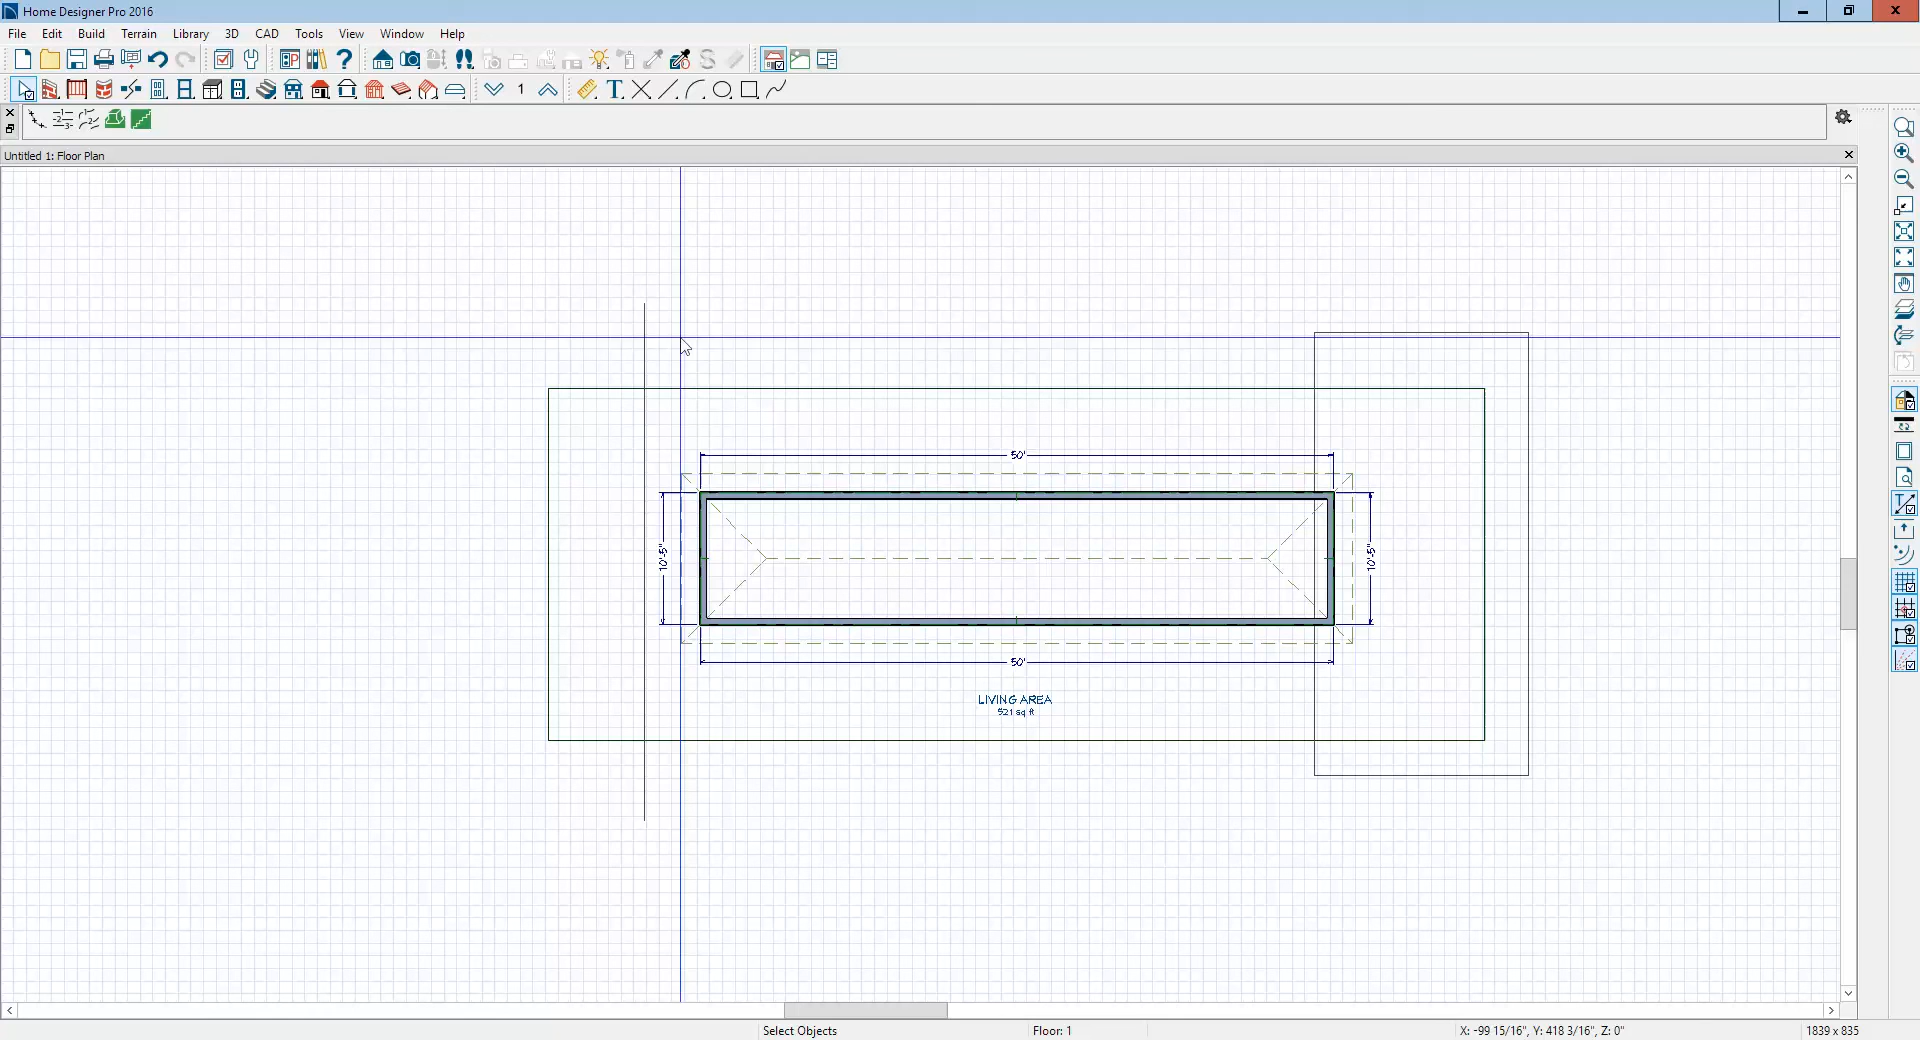 Home Designer Pro 2016
File Edit Build Terrain Library 3D CAD Tools View Window Help
1
Untitled 1: Floor Plan
50'
10'-5"
10'-5"
50'
LIVING AREA
521 sq ft
Select Objects Floor: 1 X: -99 15/16", Y: 418 3/16", Z: 0" 1839 x 835